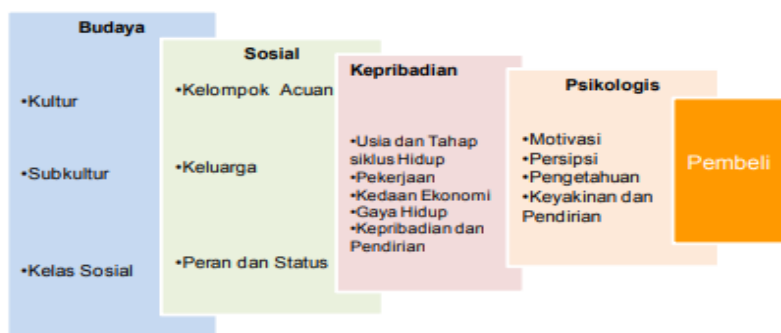 Budaya
•Kultur
•Subkultur
•Kelas Sosial
Sosial
•Kelompok Acuan
•Keluarga
•Peran dan Status
Kepribadian
•Usia dan Tahap
siklus Hidup
•Pekerjaan
•Kedaan Ekonomi
•Gaya Hidup
•Kepribadian dan
Pendirian
Psikologis
•Motivasi
•Persipsi
•Pengetahuan
•Keyakinan dan
Pendirian
Pembeli